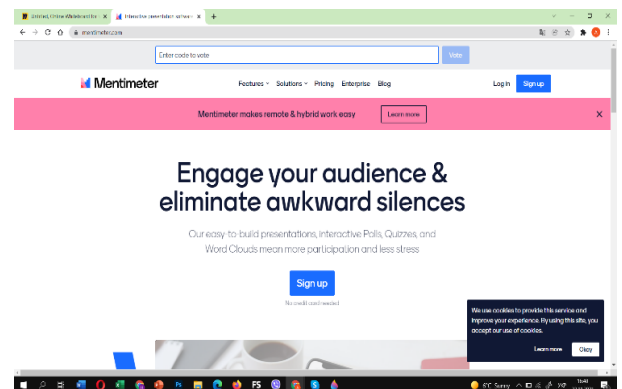 mentimeter.com
Enter code to vote
Vote
Mentimeter
Features
Solutions
Pricing
Enterprise
Blog
Log in
Sign up
Mentimeter makes remote & hybrid work easy
Learn more
Engage your audience &
eliminate awkward silences
Our easy-to-build presentations, Interactive Polls, Quizzes, and
Word Clouds mean more participation and less stress
Sign up
No credit card needed
We use cookies to provide this service and
improve your experience. By using this site, you
accept our use of cookies.
Learn more
Okay
6°C Sunny